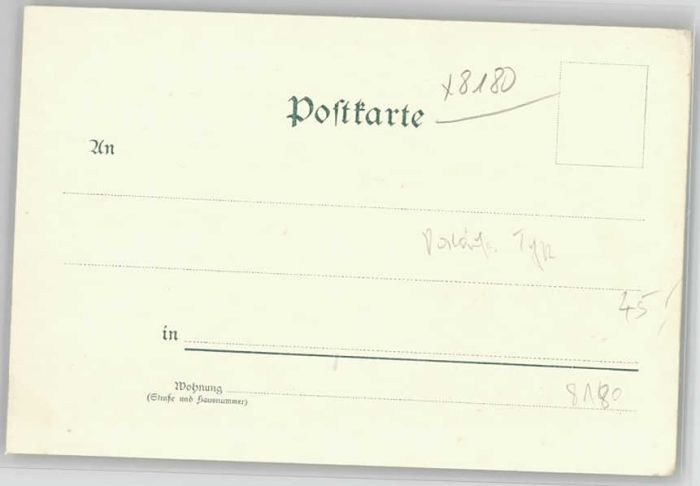 x8180
Postkarte
An
45
in
8180
Wohnung
(Straße und Hausnummer)